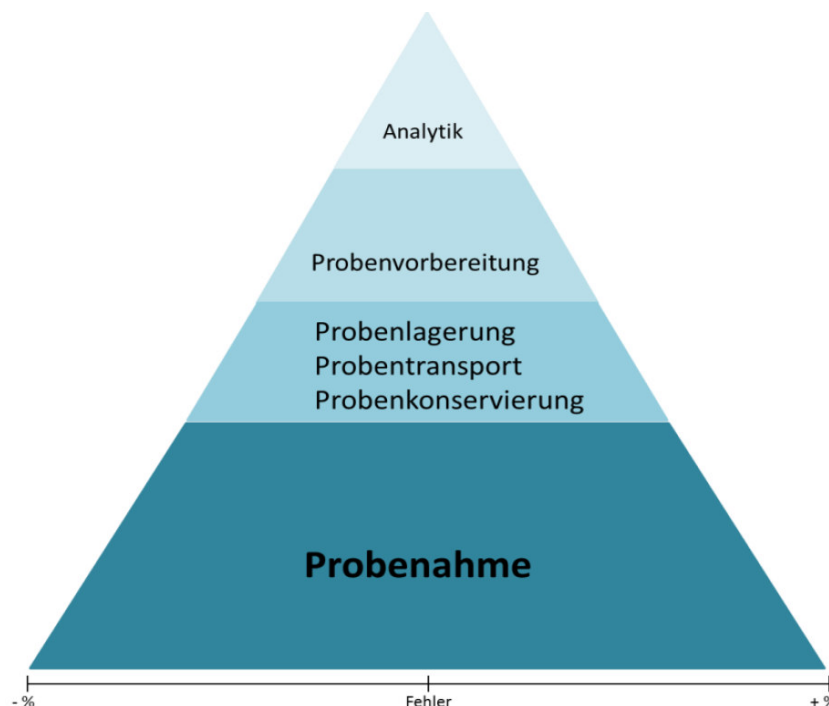 Analytik
Probenvorbereitung
Probenlagerung
Probentransport
Probenkonservierung
Probenahme
- % Fehler + %